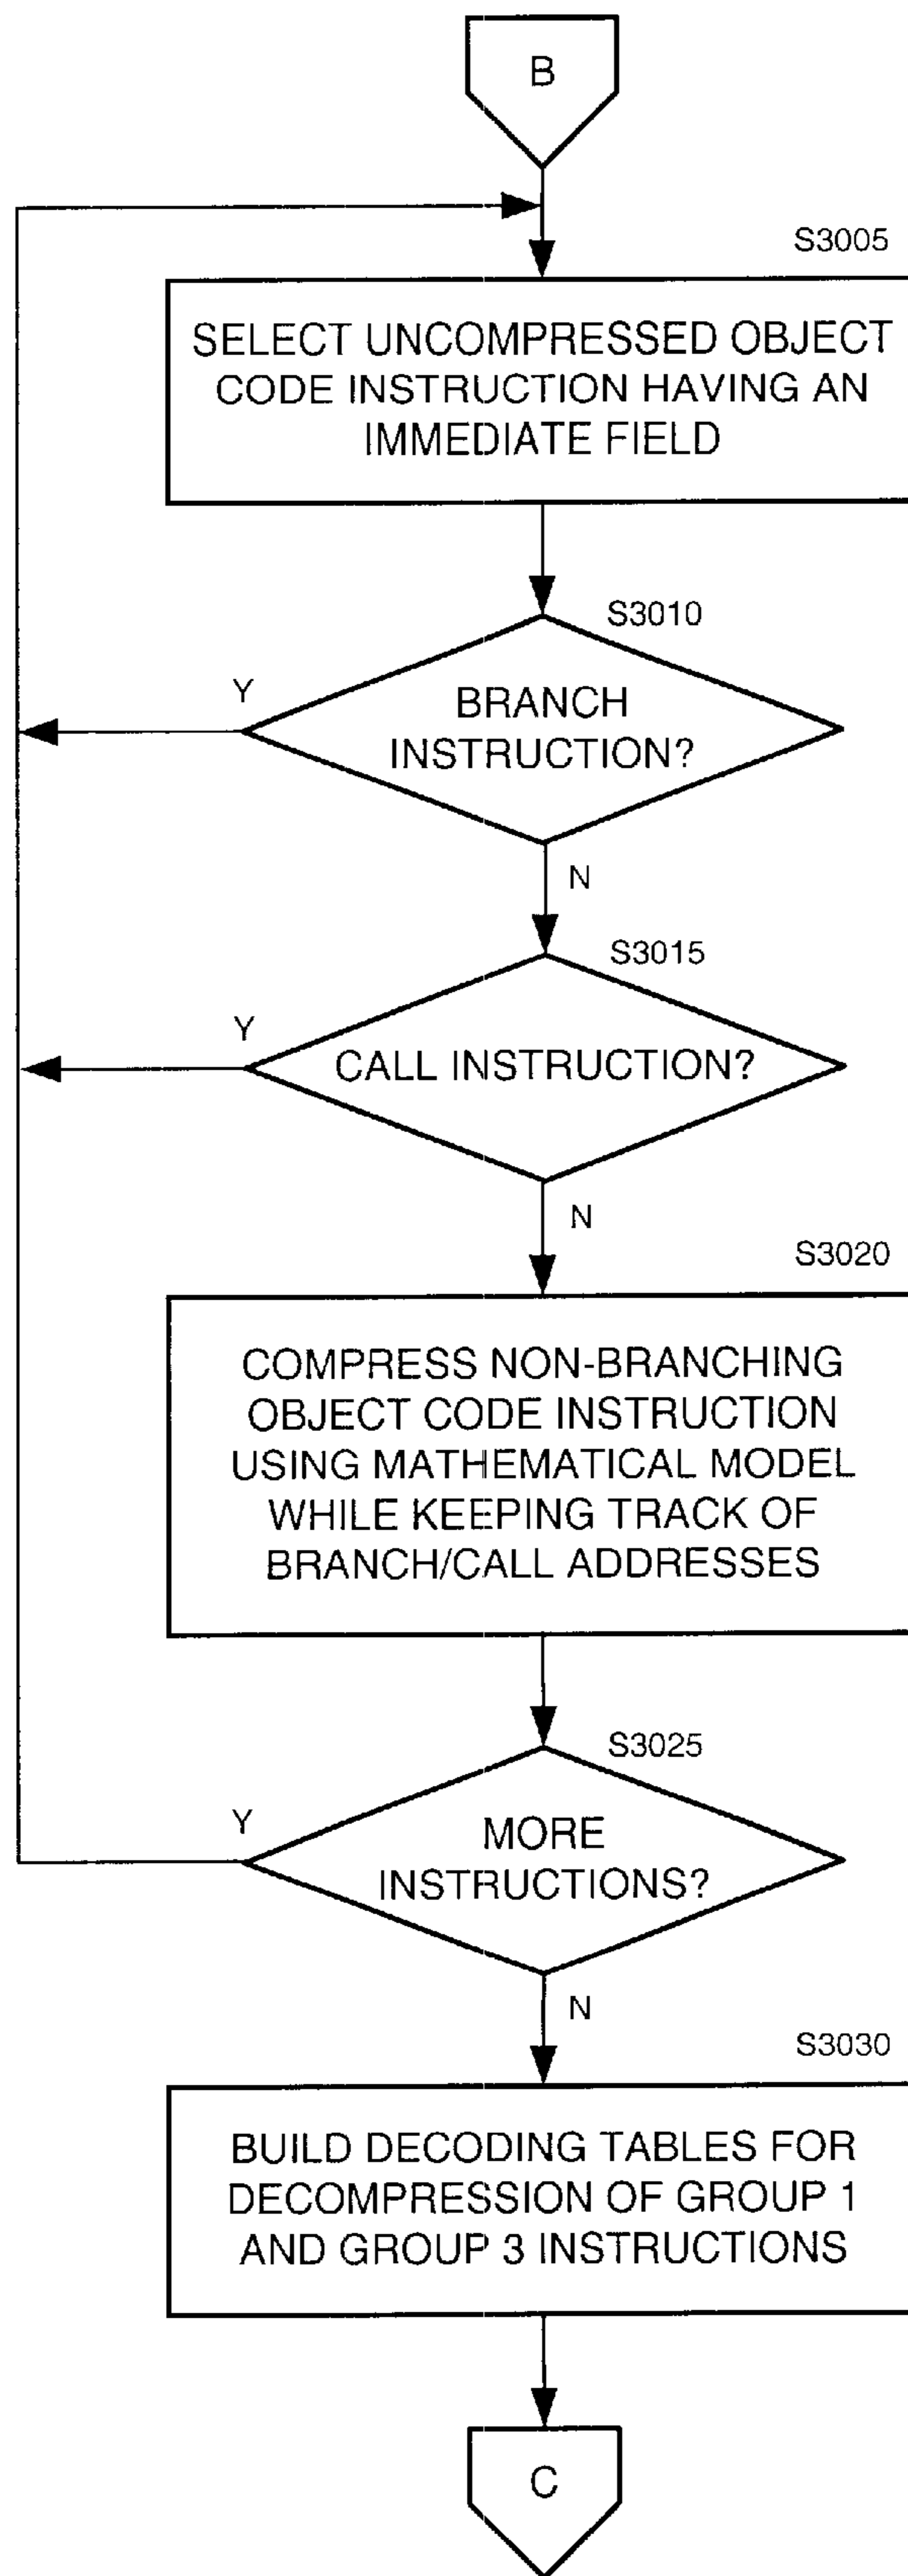 B
S3005
SELECT UNCOMPRESSED OBJECT
CODE INSTRUCTION HAVING AN
IMMEDIATE FIELD
S3010
Y
BRANCH
INSTRUCTION?
N
S3015
Y
CALL INSTRUCTION?
N
S3020
COMPRESS NON-BRANCHING
OBJECT CODE INSTRUCTION
USING MATHEMATICAL MODEL
WHILE KEEPING TRACK OF
BRANCH/CALL ADDRESSES
S3025
Y
MORE
INSTRUCTIONS?
N
S3030
BUILD DECODING TABLES FOR
DECOMPRESSION OF GROUP 1
AND GROUP 3 INSTRUCTIONS
C